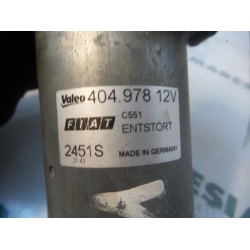 Valeo 404.978 12V
FIAT C551
ENTSTÖRT
2451S MADE IN GERMANY